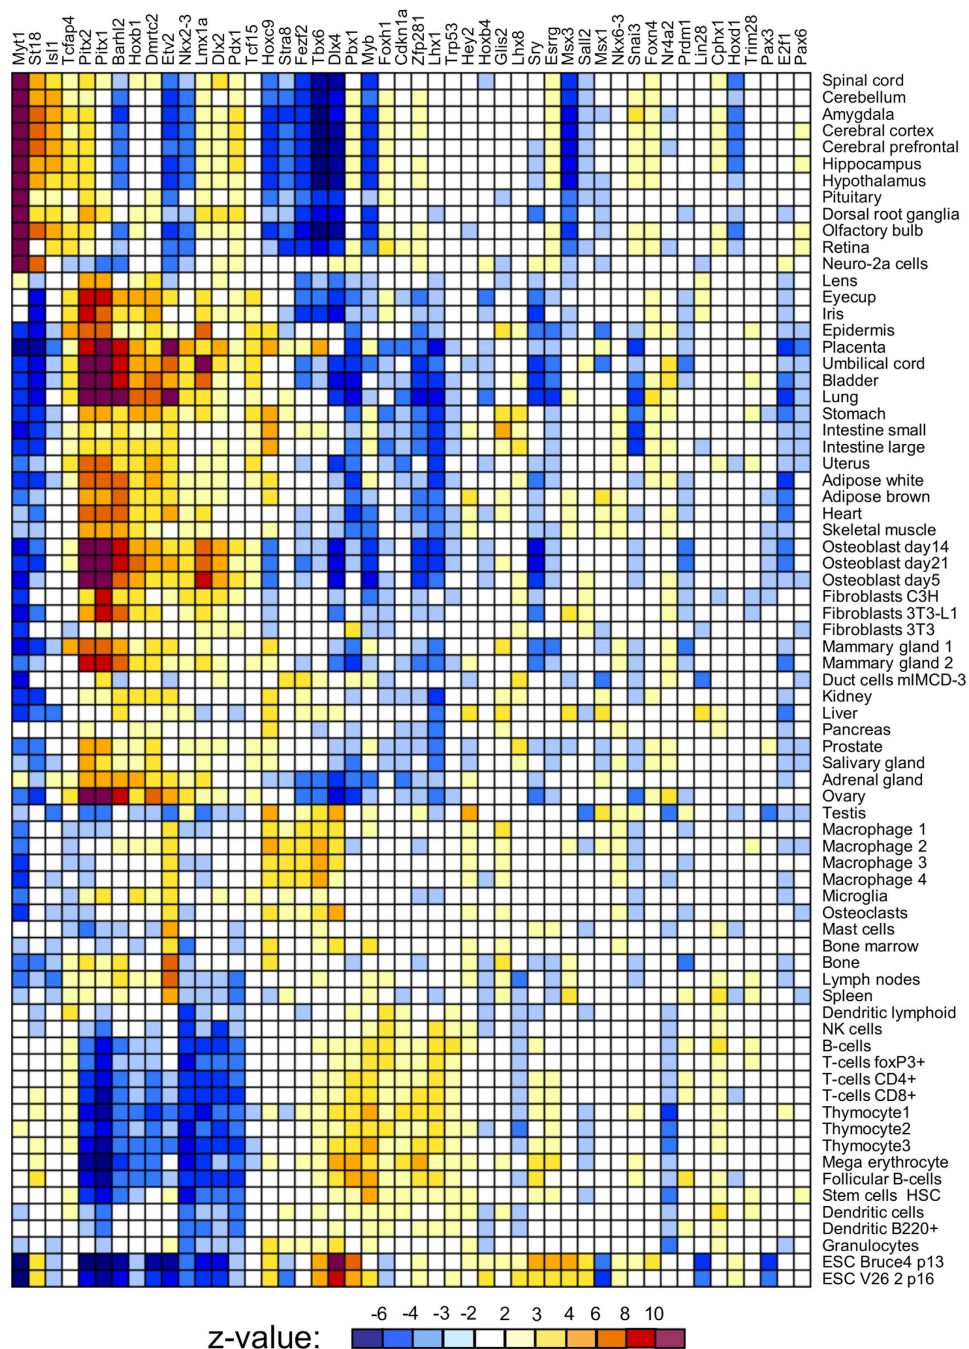 Myt1
St18
Isl1
Tcfap4
Pitx2
Pitx1
Barhl2
Hoxb1
Dmrtc2
Etv2
Nkx2-3
Lmx1a
Dlx2
Pdx1
Tcf15
Hoxc9
Stra8
Fezf2
Tbx6
Dlx4
Pbx1
Myb
Foxh1
Cdkn1a
Zfp281
Lhx1
Trp53
Hey2
Hoxb4
Glis2
Lhx8
Sry
Esrrg
Msx3
Sall2
Msx1
Nkx6-3
Snai3
Foxn4
Nr4a2
Prdm1
Lin28
Cphx1
Hoxd1
Trim28
Pax3
E2f1
Pax6
Spinal cord
Cerebellum
Amygdala
Cerebral cortex
Cerebral prefrontal
Hippocampus
Hypothalamus
Pituitary
Dorsal root ganglia
Olfactory bulb
Retina
Neuro-2a cells
Lens
Eyecup
Iris
Epidermis
Placenta
Umbilical cord
Bladder
Lung
Stomach
Intestine small
Intestine large
Uterus
Adipose white
Adipose brown
Heart
Skeletal muscle
Osteoblast day14
Osteoblast day21
Osteoblast day5
Fibroblasts C3H
Fibroblasts 3T3-L1
Fibroblasts 3T3
Mammary gland 1
Mammary gland 2
Duct cells mIMCD-3
Kidney
Liver
Pancreas
Prostate
Salivary gland
Adrenal gland
Ovary
Testis
Macrophage 1
Macrophage 2
Macrophage 3
Macrophage 4
Microglia
Osteoclasts
Mast cells
Bone marrow
Bone
Lymph nodes
Spleen
Dendritic lymphoid
NK cells
B-cells
T-cells foxP3+
T-cells CD4+
T-cells CD8+
Thymocyte1
Thymocyte2
Thymocyte3
Mega erythrocyte
Follicular B-cells
Stem cells HSC
Dendritic cells
Dendritic B220+
Granulocytes
ESC Bruce4 p13
ESC V26 2 p16
-6 -4 -3 -2 2 3 4 6 8 10
z-value: